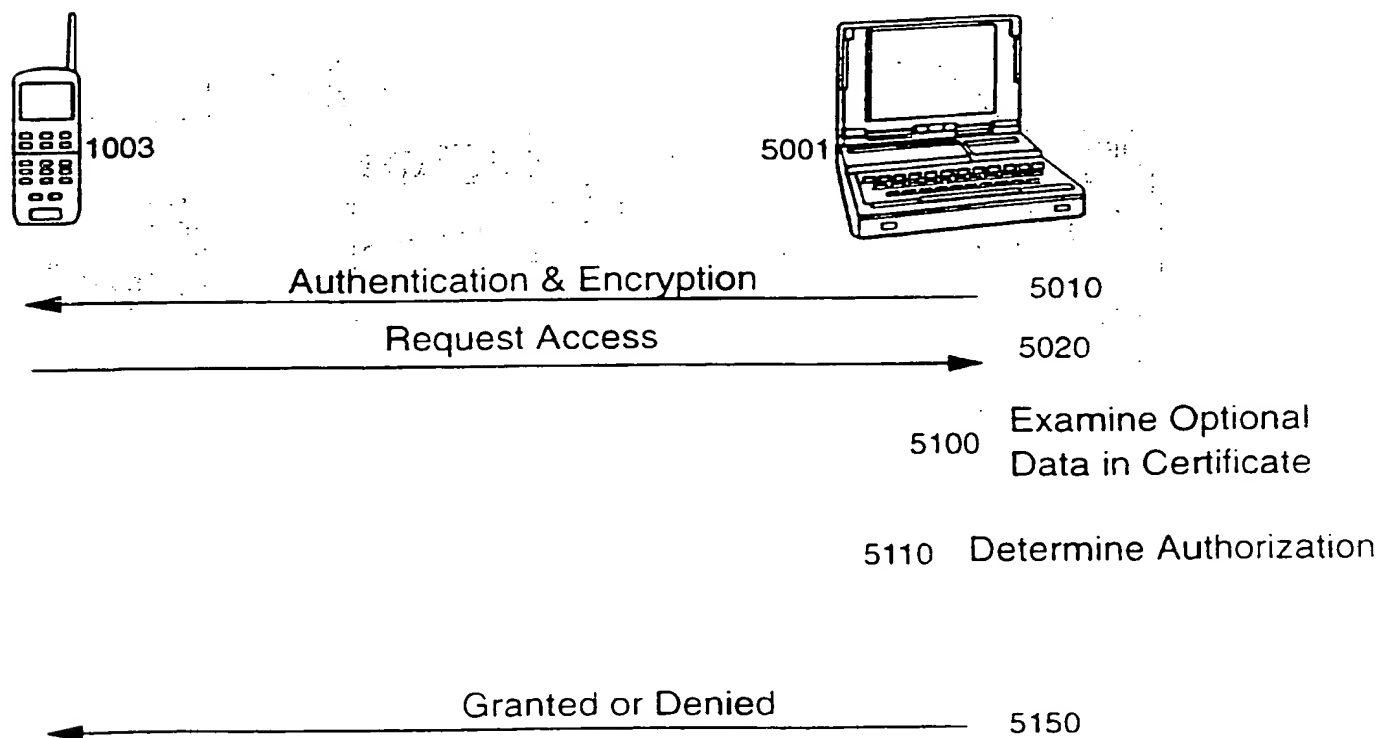 1003
5001
Authentication & Encryption 5010
Request Access 5020
5100 Examine Optional
Data in Certificate
5110 Determine Authorization
Granted or Denied 5150